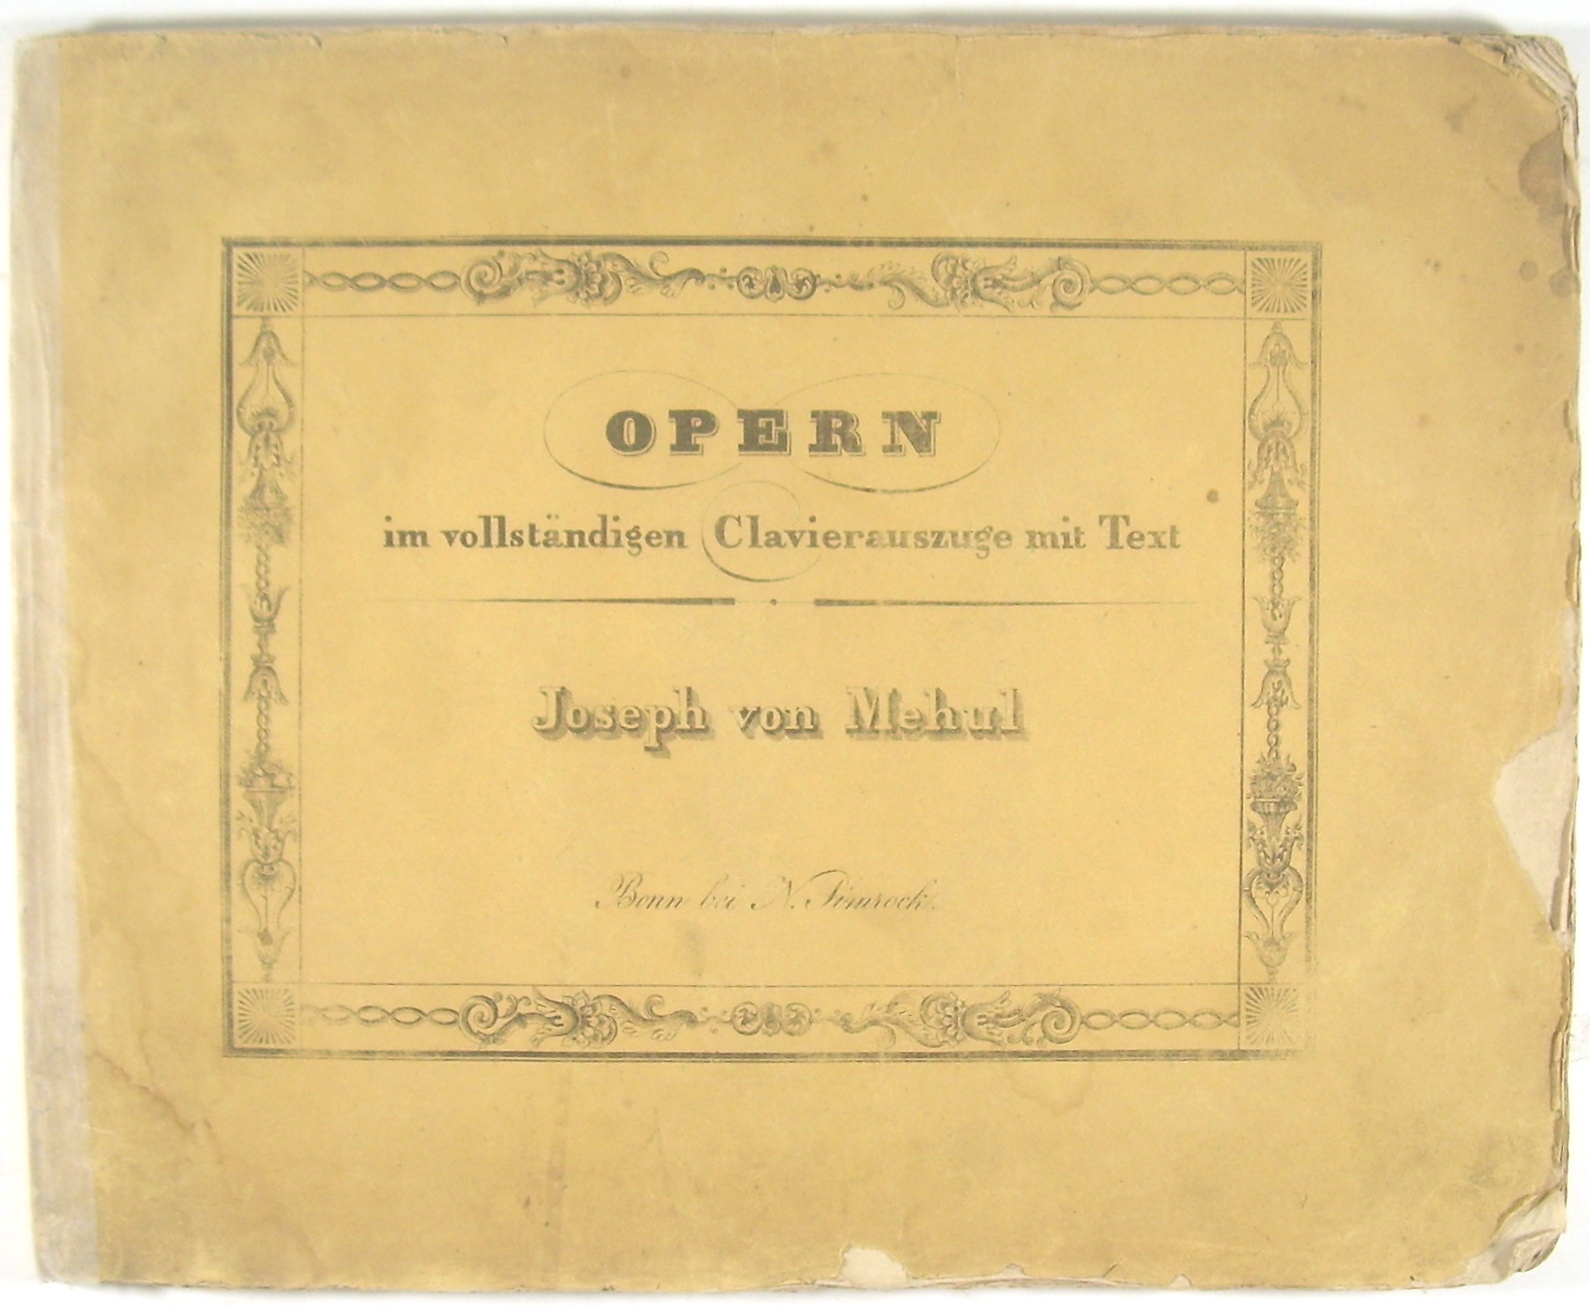 OPERN
im vollständigen Clavierauszuge mit Text
Joseph von Mehul
Bonn bei N. Simrock.